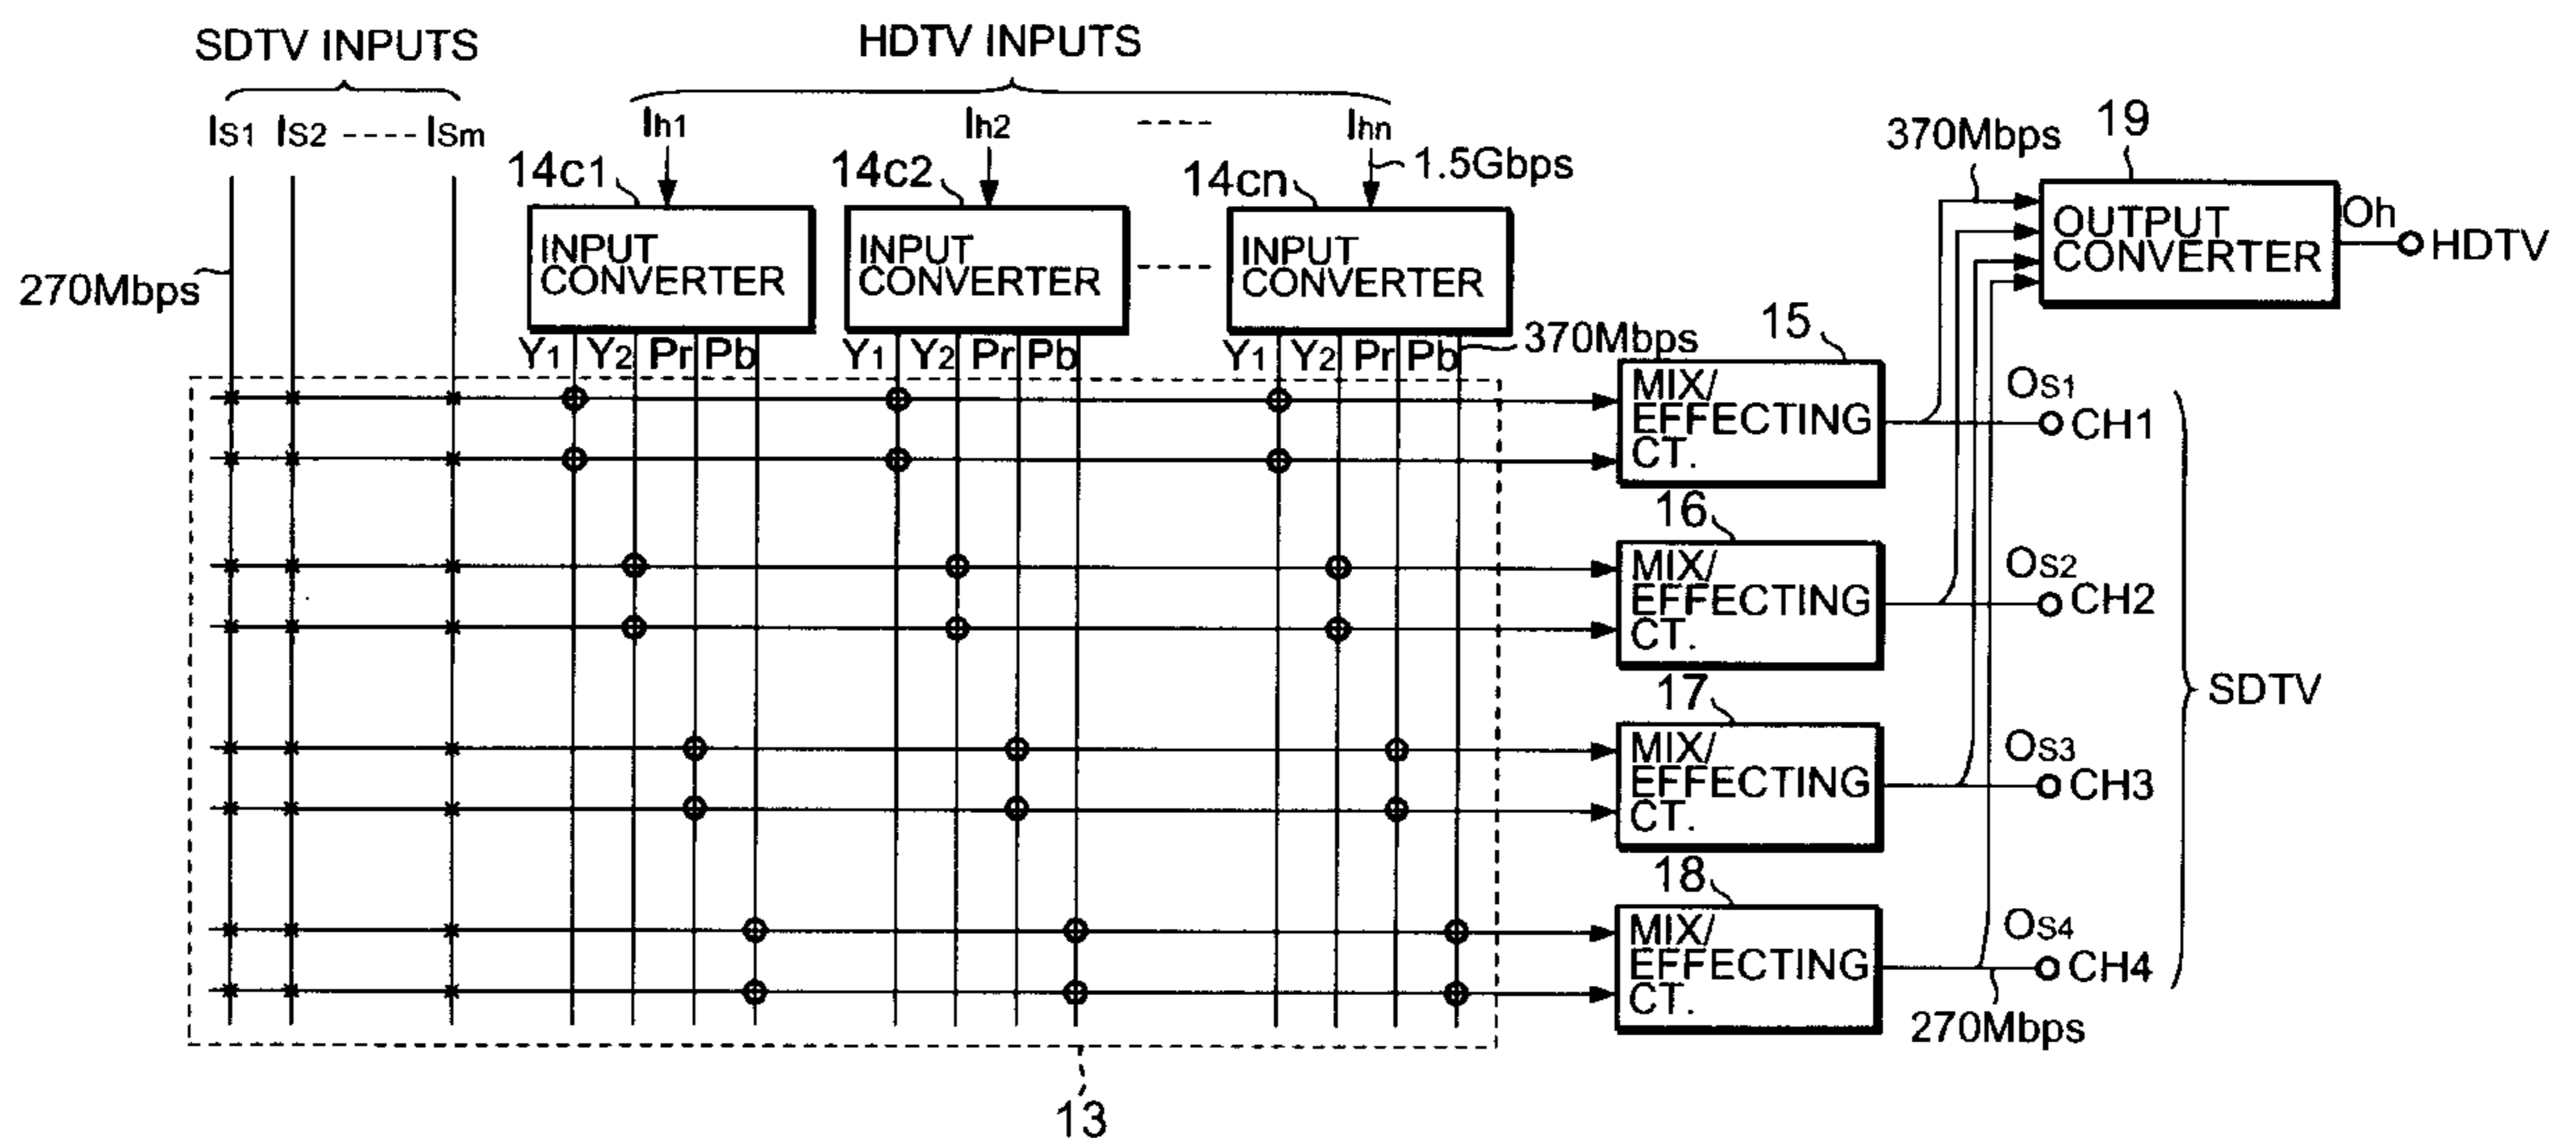 SDTV INPUTS
HDTV INPUTS
IS1 IS2 ---- ISm
Ih1
Ih2
----
Ihn
1.5Gbps
14c1
14c2
14cn
270Mbps
INPUT
CONVERTER
INPUT
CONVERTER
----
INPUT
CONVERTER
Y1 Y2 Pr Pb
Y1 Y2 Pr Pb
Y1 Y2 Pr Pb
370Mbps
370Mbps
19
OUTPUT
CONVERTER
Oh
HDTV
15
MIX/
EFFECTING
CT.
OS1
CH1
16
MIX/
EFFECTING
CT.
OS2
CH2
17
MIX/
EFFECTING
CT.
OS3
CH3
SDTV
18
MIX/
EFFECTING
CT.
OS4
CH4
270Mbps
13